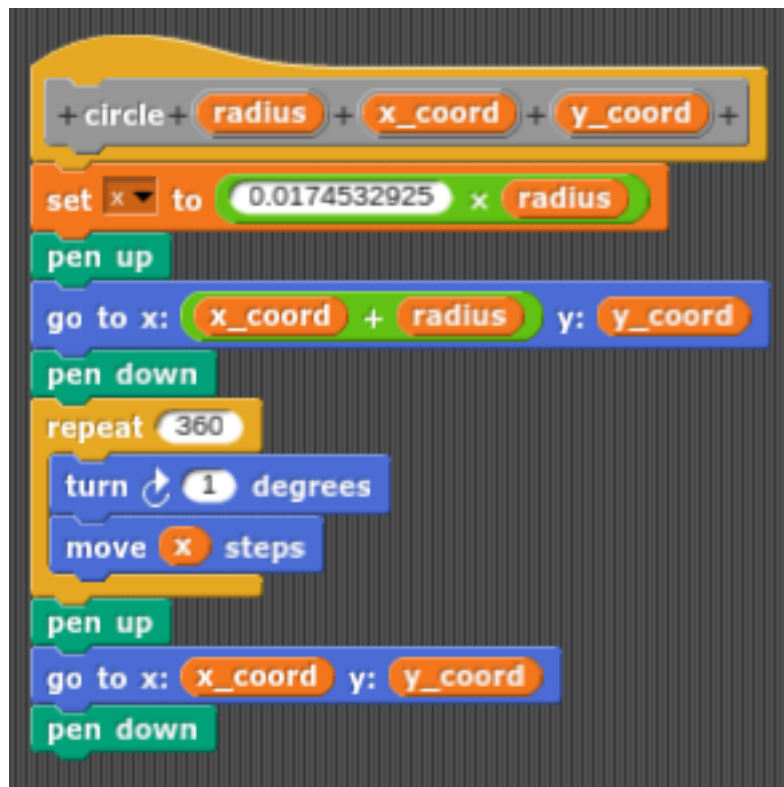 +circle+ radius + x_coord + y_coord +
set x to 0.0174532925 × radius
pen up
go to x: x_coord + radius y: y_coord
pen down
repeat 360
turn 1 degrees
move x steps
pen up
go to x: x_coord y: y_coord
pen down